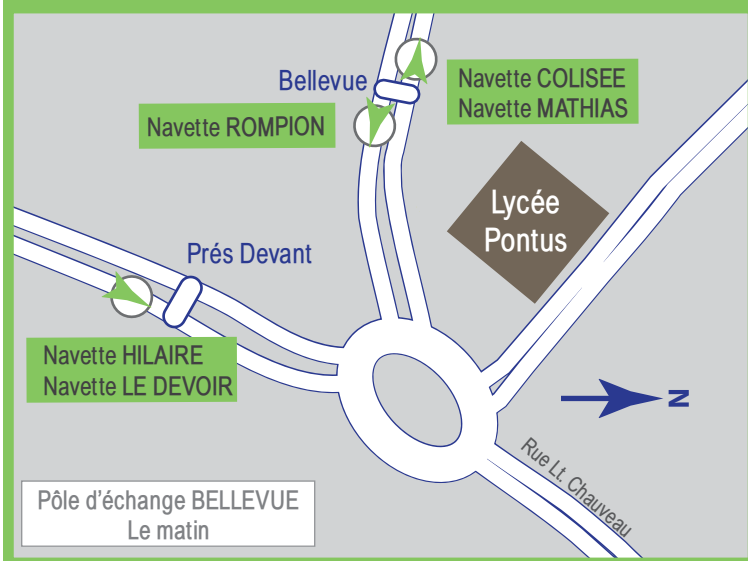 Bellevue
Navette COLISEE
Navette MATHIAS
Navette ROMPION
Lycée
Pontus
Prés Devant
Navette HILAIRE
Navette LE DEVOIR
N
Rue Lt. Chauveau
Pôle d'échange BELLEVUE
Le matin